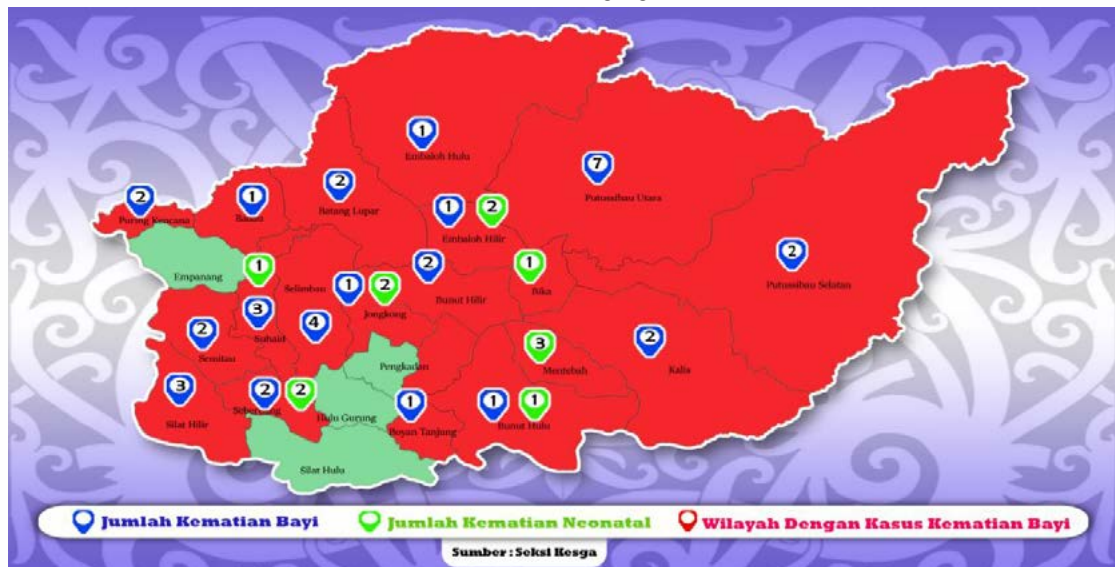 1
Embaloh Hulu
7
Putussibau Utara
2
Puring Kencana
1
Badau
2
Batang Lupar
1
2
Embaloh Hilir
2
Putussibau Selatan
Empanang
1
Selimbau
1
2
Jongkong
2
Bunut Hilir
1
Bika
3
Suhaid
4
2
Semitau
Pengkadan
3
Mentebah
2
Kalis
3
Silat Hilir
2
2
Hulu Gurung
1
Boyan Tanjung
1
1
Bunut Hulu
Silat Hulu
Jumlah Kematian Bayi
Jumlah Kematian Neonatal
Wilayah Dengan Kasus Kematian Bayi
Sumber : Seksi Kesga